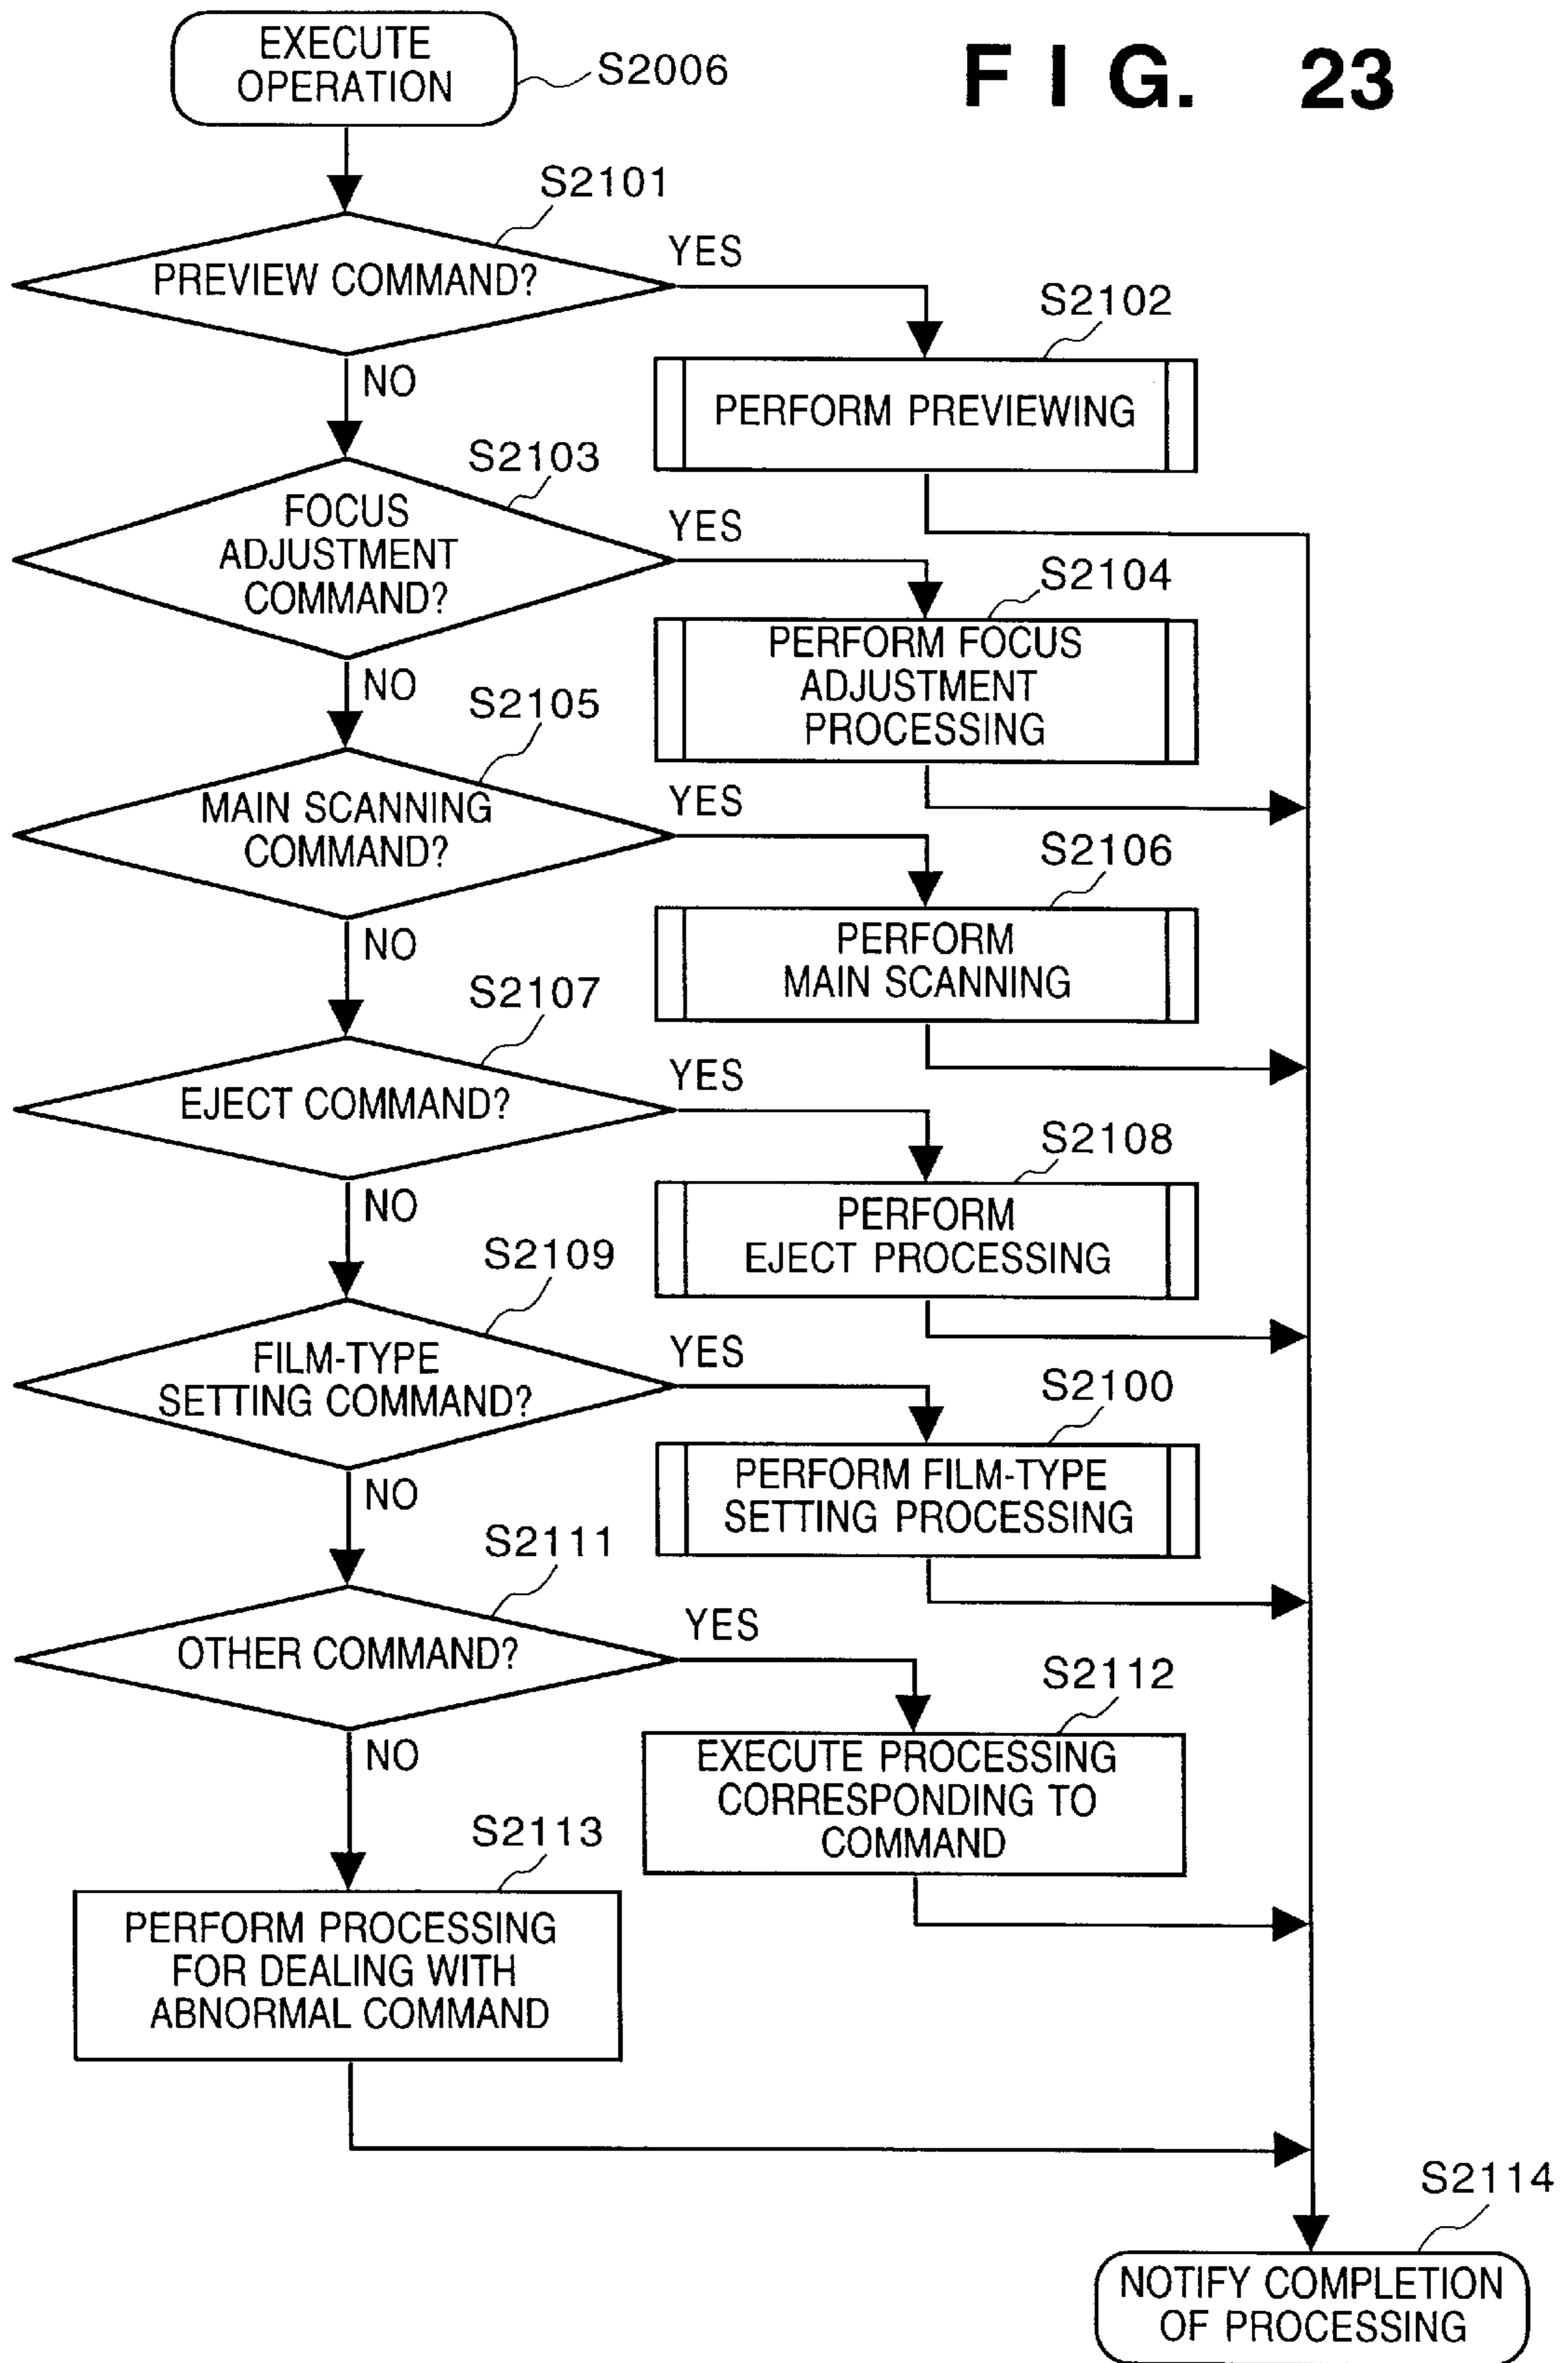 FIG. 23
EXECUTE
OPERATION
S2006
S2101
PREVIEW COMMAND?
YES
NO
S2102
PERFORM PREVIEWING
S2103
FOCUS
ADJUSTMENT
COMMAND?
YES
NO
S2104
PERFORM FOCUS
ADJUSTMENT
PROCESSING
S2105
MAIN SCANNING
COMMAND?
YES
NO
S2106
PERFORM
MAIN SCANNING
S2107
EJECT COMMAND?
YES
NO
S2108
PERFORM
EJECT PROCESSING
S2109
FILM-TYPE
SETTING COMMAND?
YES
NO
S2100
PERFORM FILM-TYPE
SETTING PROCESSING
S2111
OTHER COMMAND?
YES
NO
S2112
EXECUTE PROCESSING
CORRESPONDING TO
COMMAND
S2113
PERFORM PROCESSING
FOR DEALING WITH
ABNORMAL COMMAND
S2114
NOTIFY COMPLETION
OF PROCESSING